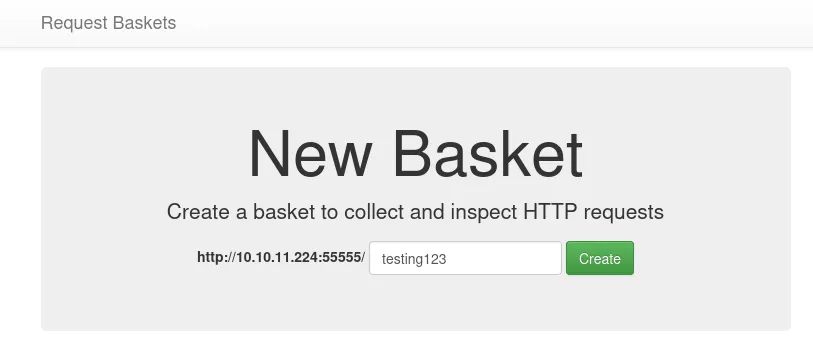 Request Baskets
New Basket
Create a basket to collect and inspect HTTP requests
http://10.10.11.224:55555/ testing123 Create